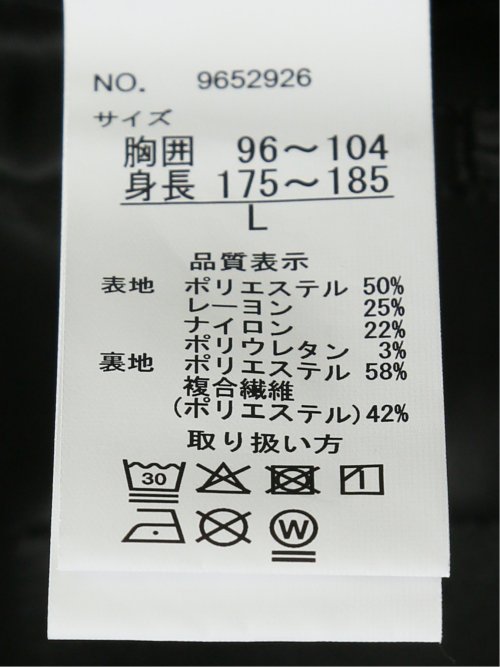 NO. 9652926
サイズ
胸囲 96〜104
身長 175〜185
L
品質表示
表地 ポリエステル 50%
レーヨン 25%
ナイロン 22%
ポリウレタン 3%
裏地 ポリエステル 58%
複合繊維
(ポリエステル) 42%
取り扱い方
30
W